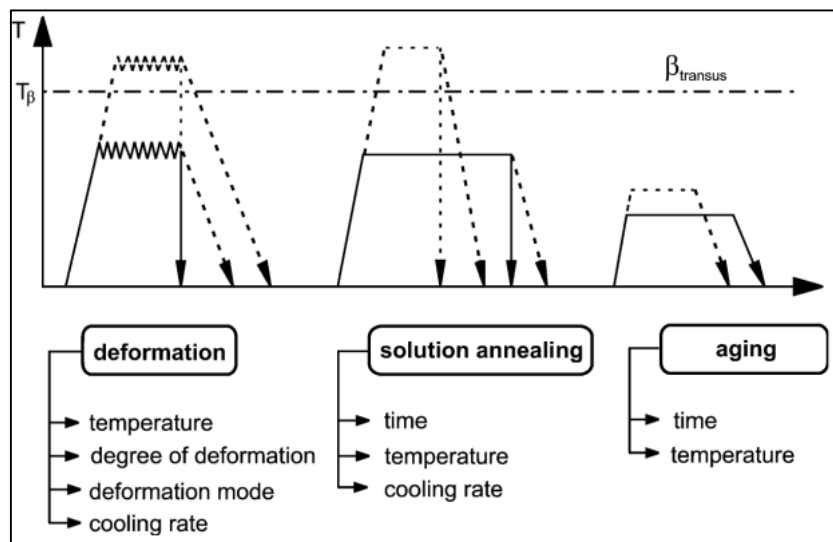 T
βtransus
Tβ
deformation
temperature
degree of deformation
deformation mode
cooling rate
solution annealing
time
temperature
cooling rate
aging
time
temperature